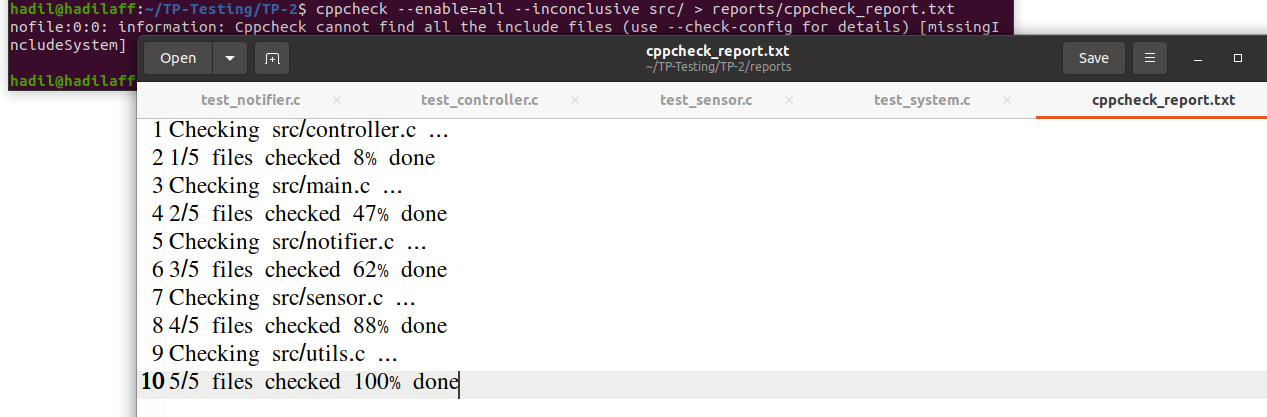 hadil@hadilaff:~/TP-Testing/TP-2$ cppcheck --enable=all --inconclusive src/ > reports/cppcheck_report.txt
nofile:0:0: information: Cppcheck cannot find all the include files (use --check-config for details) [missingI
ncludeSystem]
hadil@hadilaff
Open
cppcheck_report.txt
~/TP-Testing/TP-2/reports
Save
test_notifier.c × test_controller.c × test_sensor.c × test_system.c × cppcheck_report.txt
1 Checking src/controller.c ...
2 1/5 files checked 8% done
3 Checking src/main.c ...
4 2/5 files checked 47% done
5 Checking src/notifier.c ...
6 3/5 files checked 62% done
7 Checking src/sensor.c ...
8 4/5 files checked 88% done
9 Checking src/utils.c ...
10 5/5 files checked 100% done